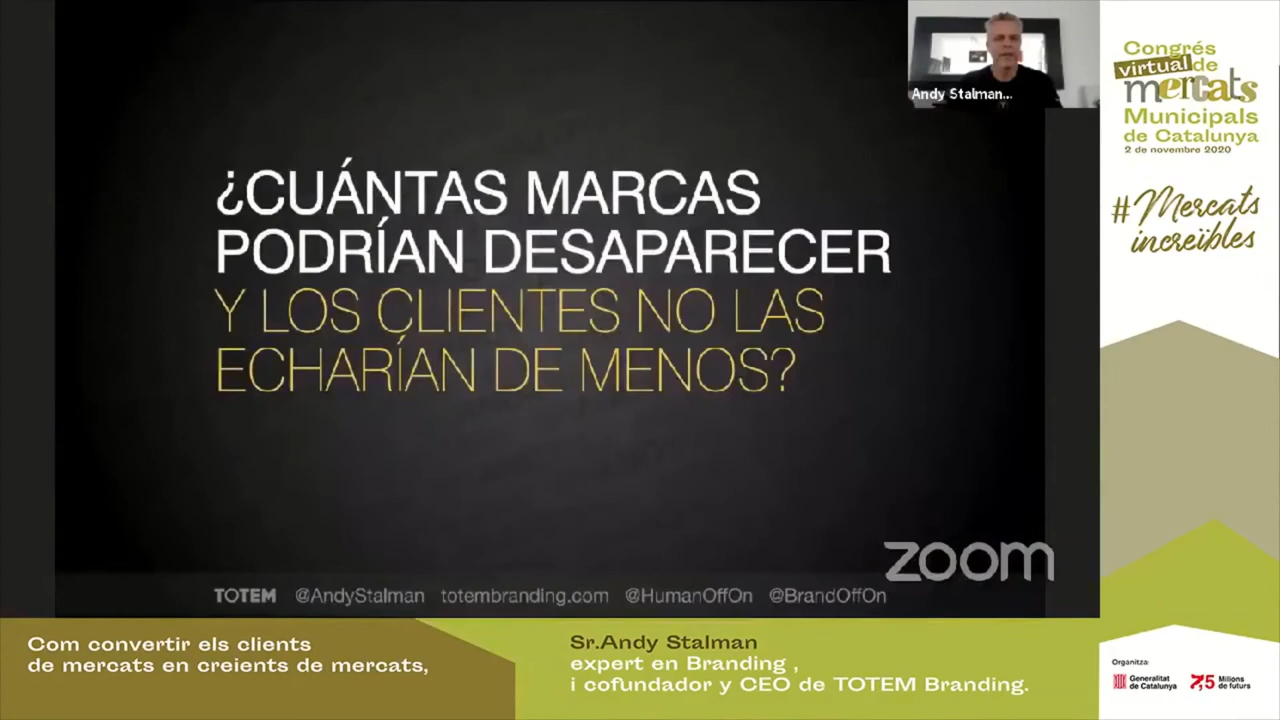 ¿CUÁNTAS MARCAS
PODRÍAN DESAPARECER
Y LOS CLIENTES NO LAS
ECHARÍAN DE MENOS?
zoom
TOTEM @AndyStalman totembranding.com @HumanOffOn @BrandOffOn
Andy Stalman...
Congrés
virtual de
mercats
Municipals
de Catalunya
2 de novembre 2020
#Mercats
increïbles
Com convertir els clients
de mercats en creients de mercats,
Sr.Andy Stalman
expert en Branding ,
i cofundador y CEO de TOTEM Branding.
Organitza:
Generalitat
de Catalunya
7,5 Milions
de futurs